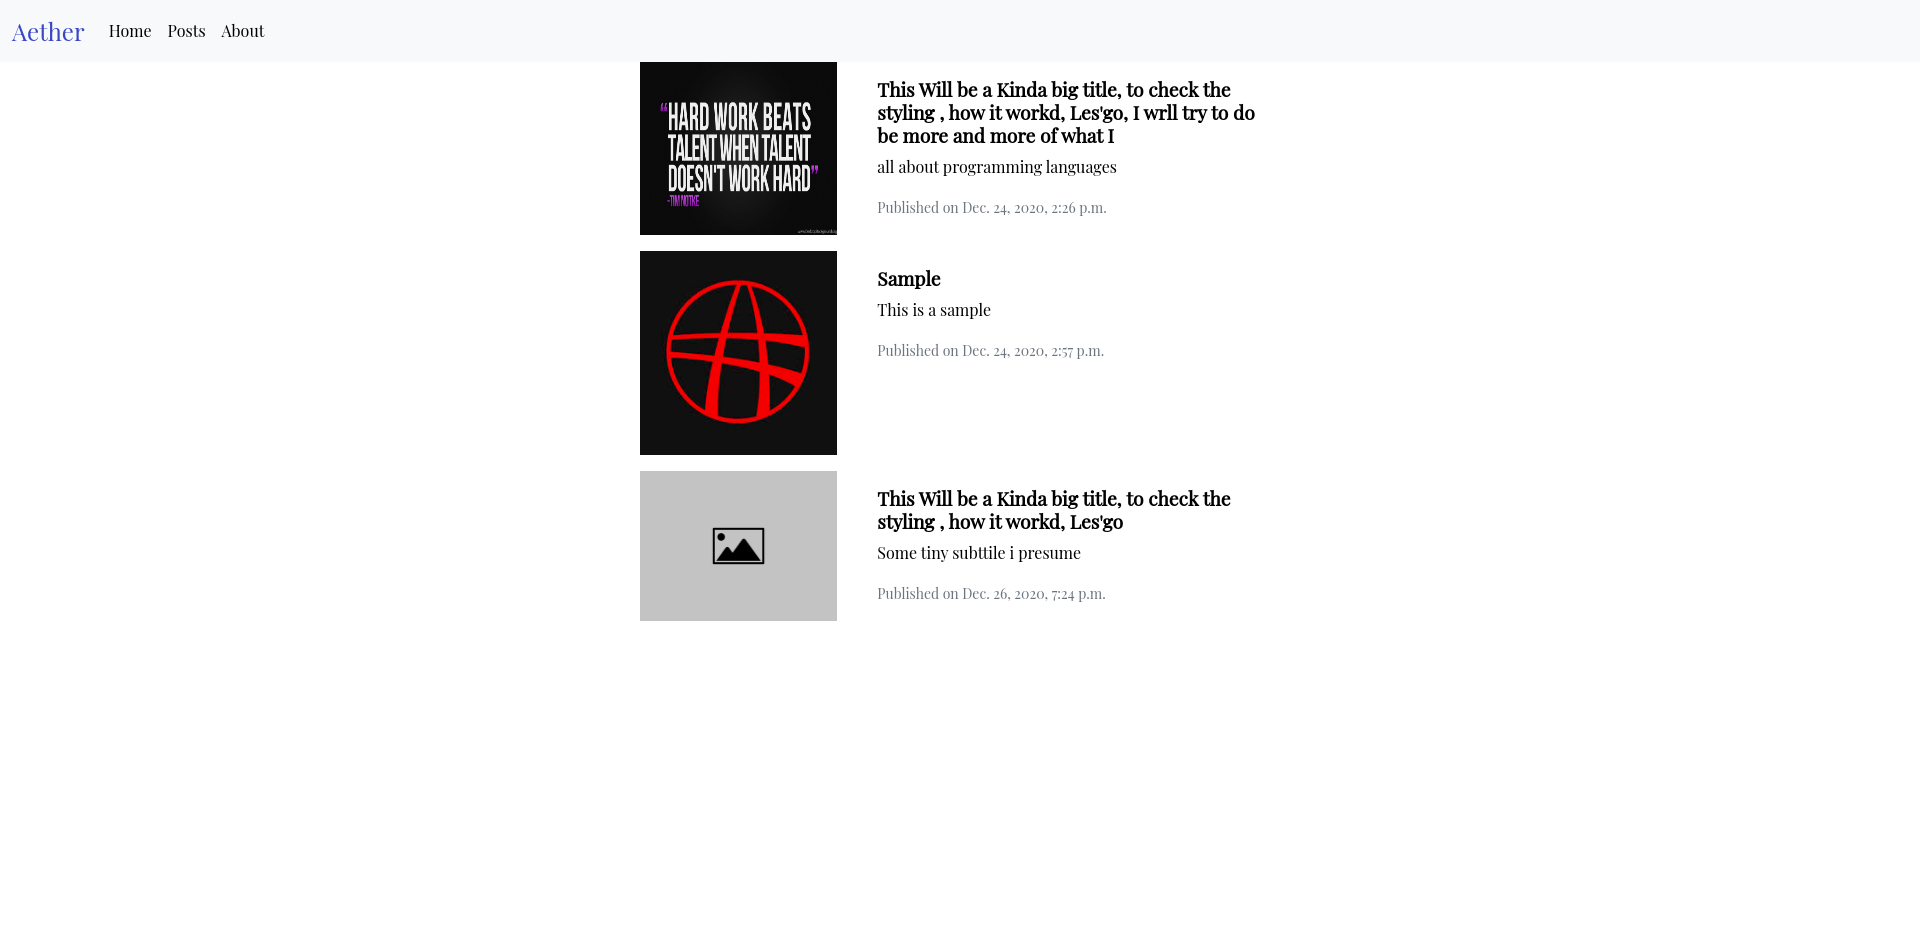 Aether Home Posts About
“HARD WORK BEATS
TALENT WHEN TALENT
DOESN'T WORK HARD”
-TIM NOTKE
This Will be a Kinda big title, to check the
styling , how it workd, Les'go, I wrll try to do
be more and more of what I
all about programming languages
Published on Dec. 24, 2020, 2:26 p.m.
Sample
This is a sample
Published on Dec. 24, 2020, 2:57 p.m.
This Will be a Kinda big title, to check the
styling , how it workd, Les'go
Some tiny subttile i presume
Published on Dec. 26, 2020, 7:24 p.m.